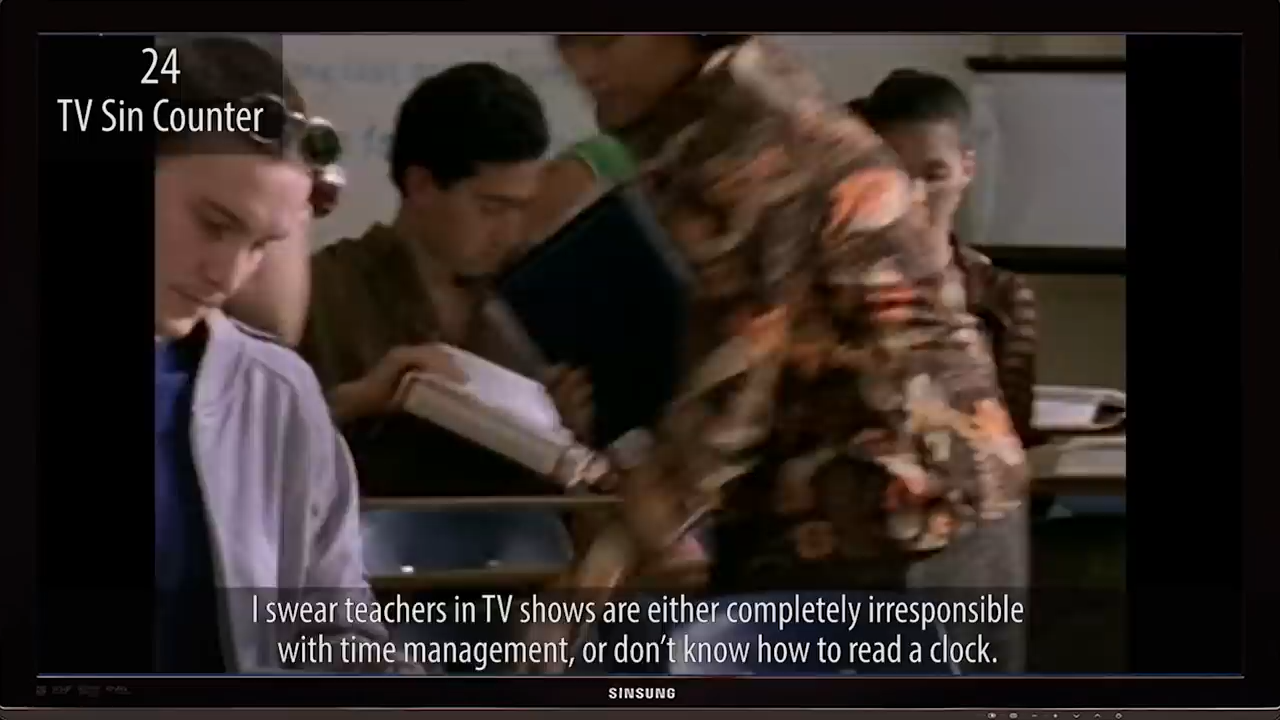 24
TV Sin Counter
I swear teachers in TV shows are either completely irresponsible
with time management, or don't know how to read a clock.
SINSUNG